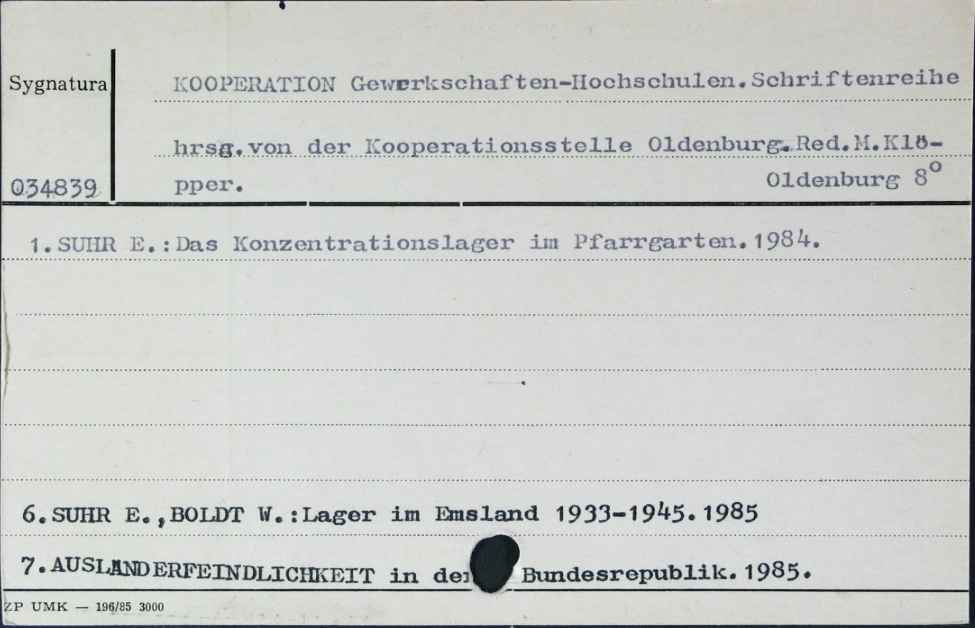 Sygnatura
KOOPERATION Gewerkschaften-Hochschulen.Schriftenreihe
hrsg.von der Kooperationsstelle Oldenburg.Red.M.Klö-
034839
pper. Oldenburg 8°
1.SUHR E.:Das Konzentrationslager im Pfarrgarten.1984.
6.SUHR E.,BOLDT W.:Lager im Emsland 1933-1945.1985
7.AUSLANDERFEINDLICHKEIT in der Bundesrepublik.1985.
ZP UMK — 196/85 3000